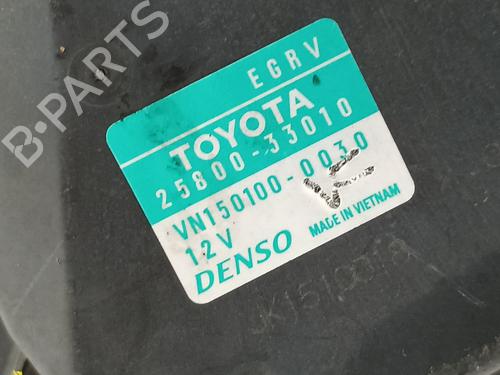 EGRV
TOYOTA
25800-33010
VN150100-0030
12V
DENSO
MADE IN VIETNAM
B-PARTS